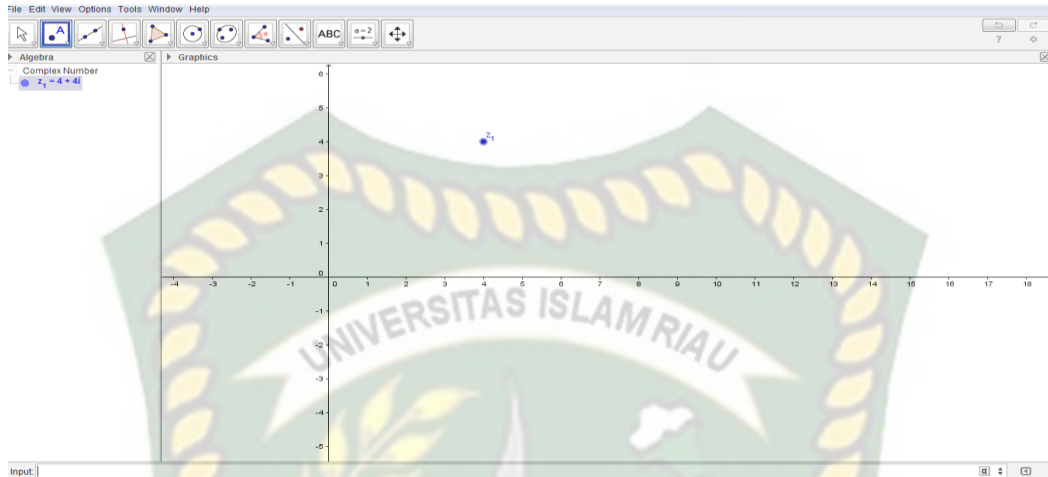 File Edit View Options Tools Window Help
A ABC a=2
Algebra Graphics
Complex Number
z₁ = 4 + 4i
z₁
6
5
4
3
2
1
0
-4 -3 -2 -1 0 1 2 3 4 5 6 7 8 9 10 11 12 13 14 15 16 17 18
-1
-2
-3
-4
-5
UNIVERSITAS ISLAM RIAU
Input: α